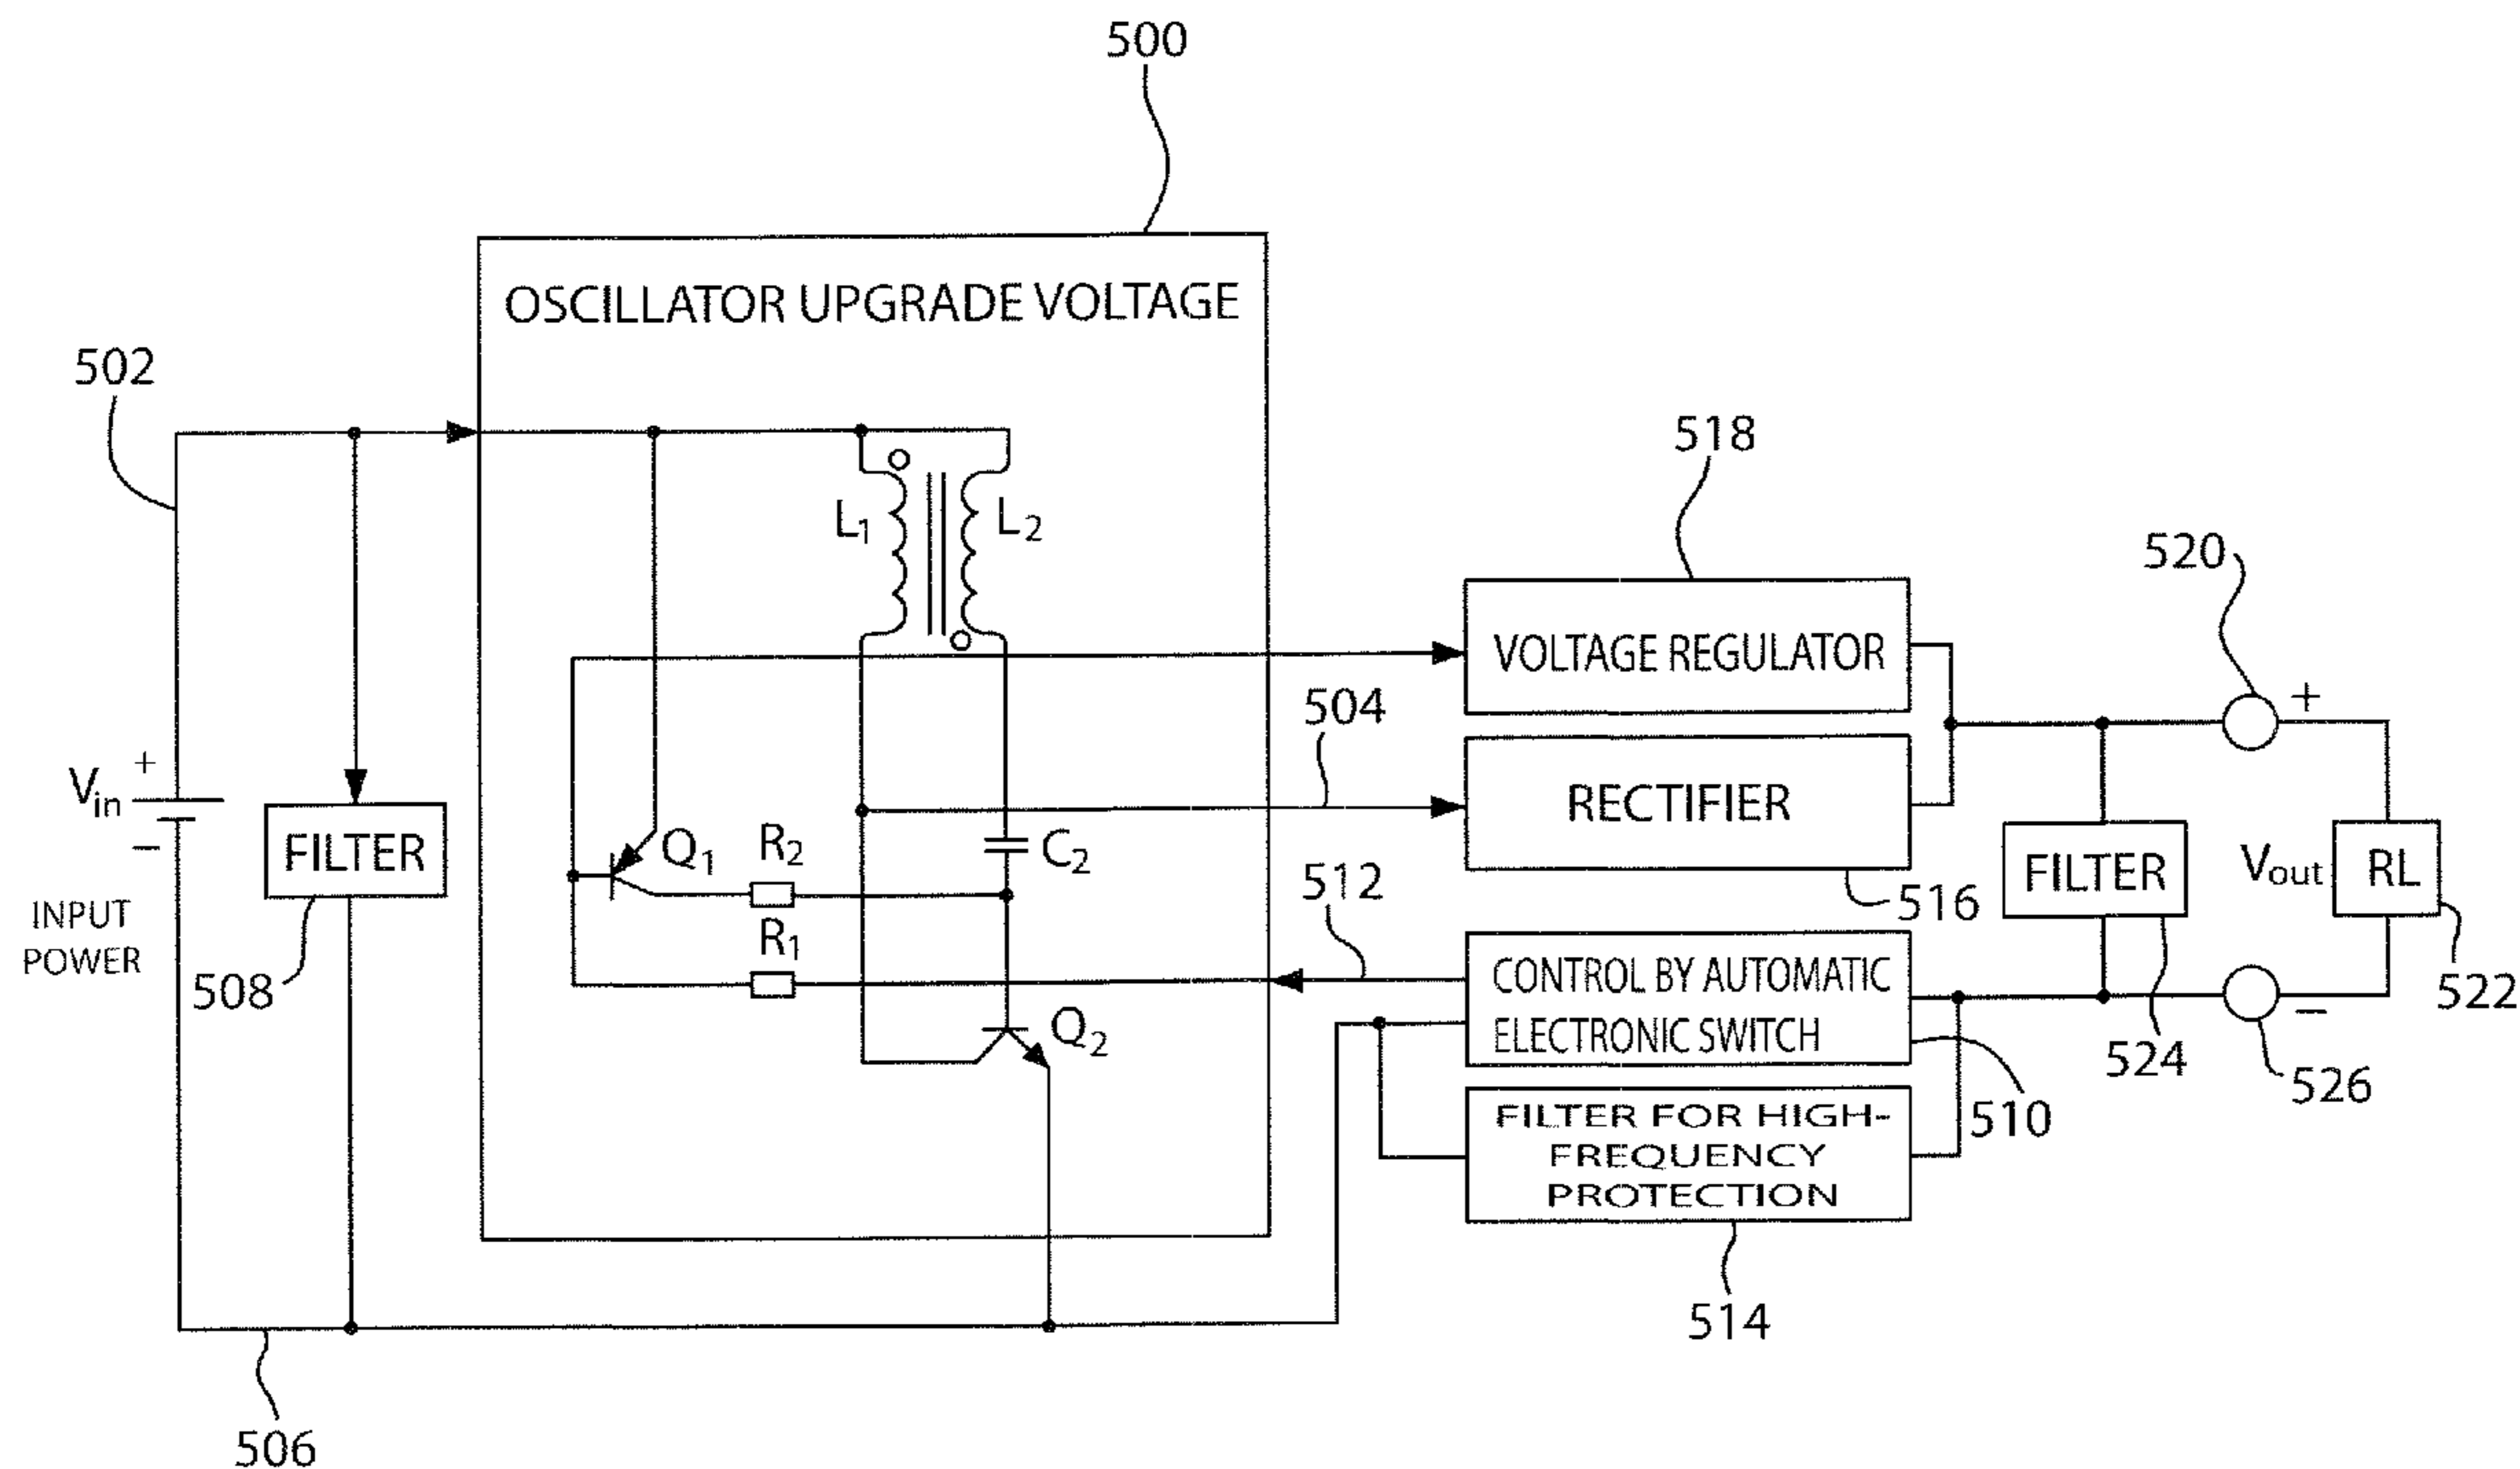 500
OSCILLATOR UPGRADE VOLTAGE
502
518
L1
L2
520
VOLTAGE REGULATOR
+
504
+
Vin
RECTIFIER
−
FILTER
Q1
R2
C2
512
FILTER
Vout
RL
516
INPUT
POWER
R1
508
CONTROL BY AUTOMATIC
ELECTRONIC SWITCH
522
−
Q2
524
526
510
FILTER FOR HIGH-
FREQUENCY
PROTECTION
514
506